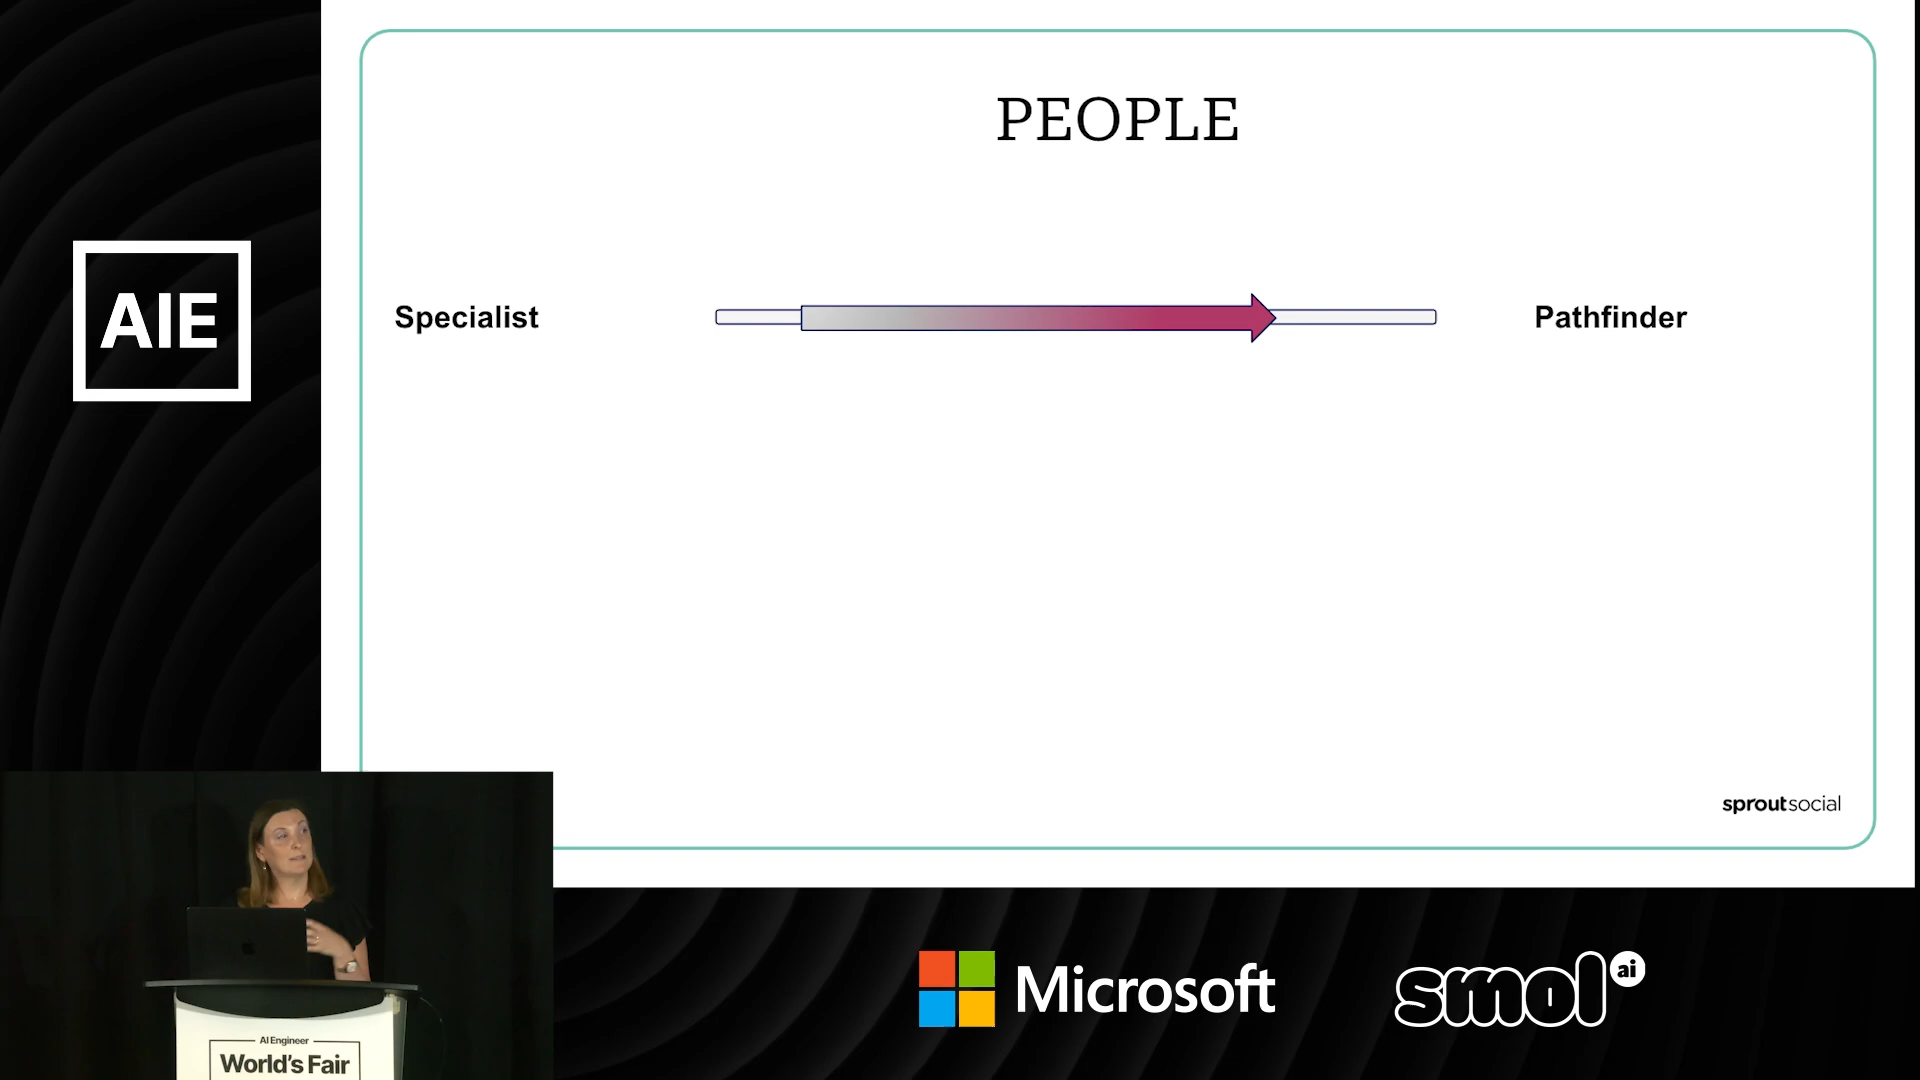 PEOPLE
Specialist
Pathfinder
AIE
sproutsocial
AI Engineer
World's Fair
Microsoft
smol ai